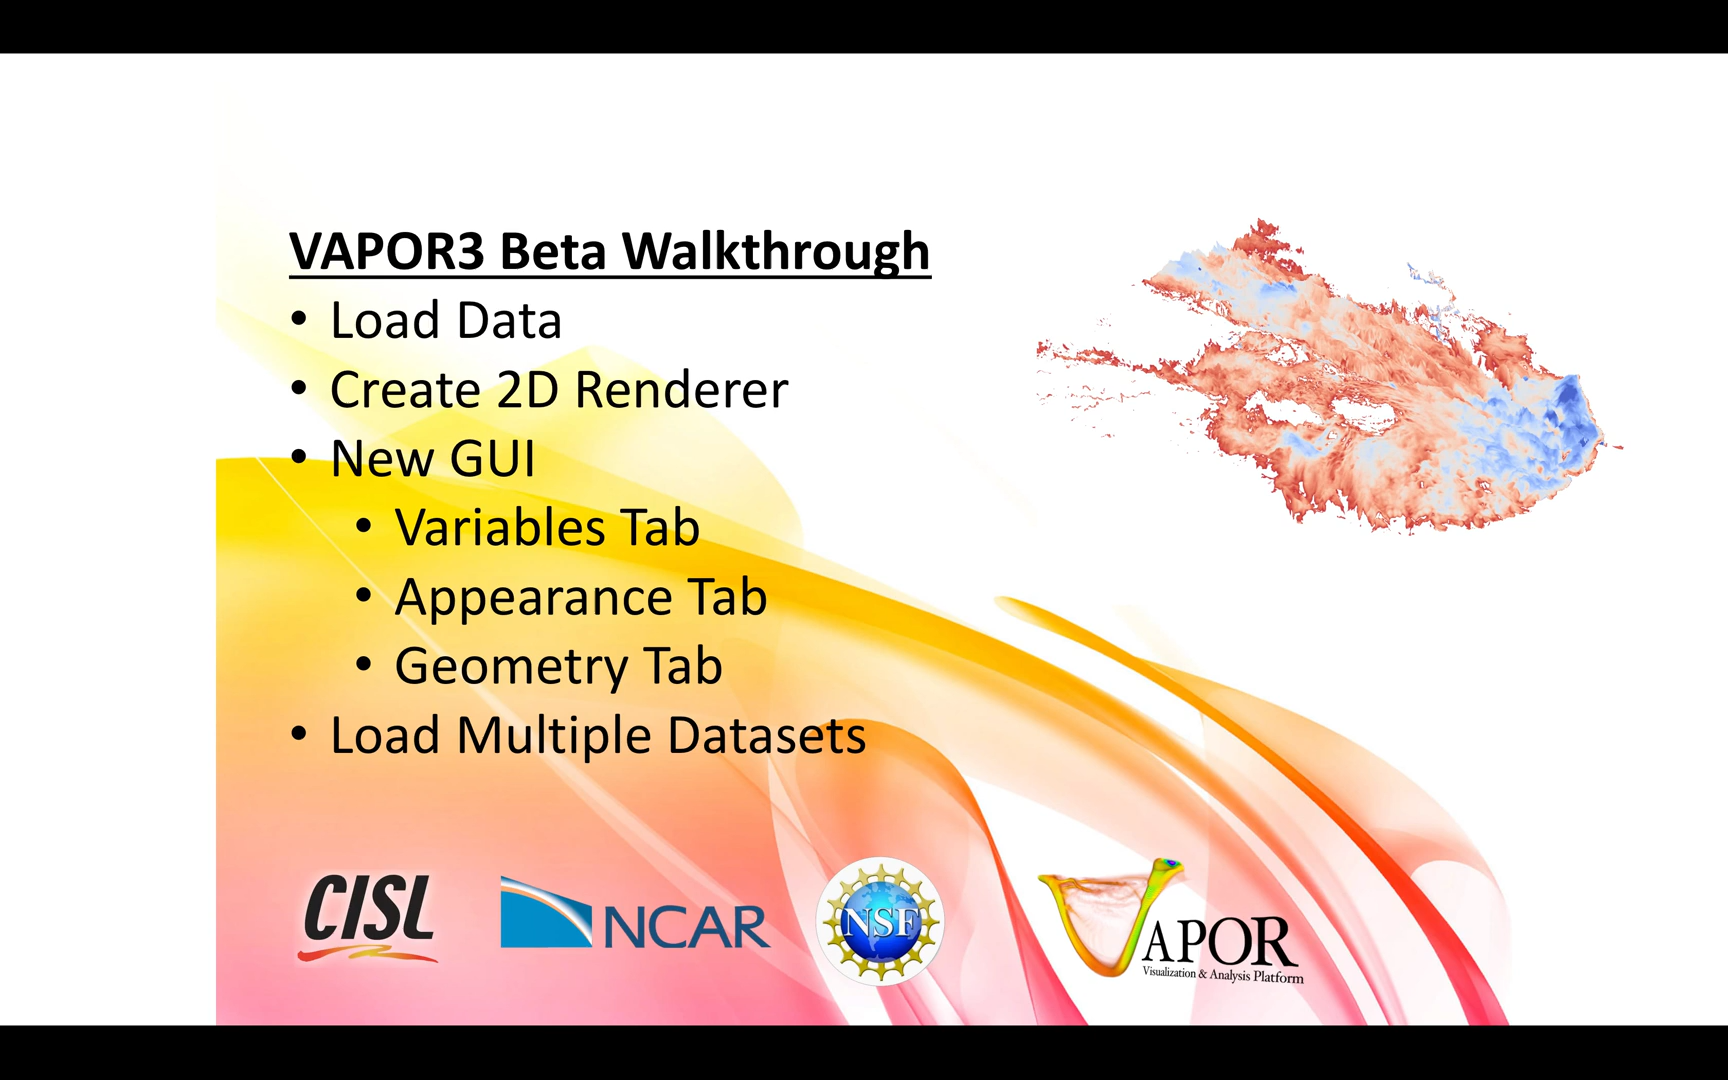 VAPOR3 Beta Walkthrough
• Load Data
• Create 2D Renderer
• New GUI
• Variables Tab
• Appearance Tab
• Geometry Tab
• Load Multiple Datasets
CISL
NCAR
NSF
VAPOR
Visualization & Analysis Platform